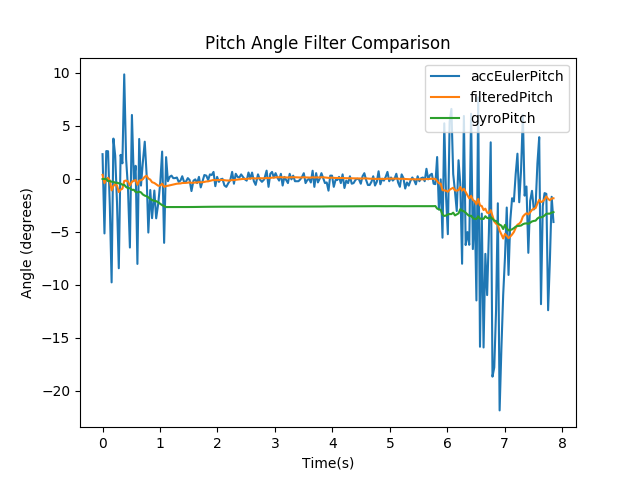 Pitch Angle Filter Comparison
accEulerPitch
filteredPitch
gyroPitch
Angle (degrees)
10
5
0
−5
−10
−15
−20
0 1 2 3 4 5 6 7 8
Time(s)